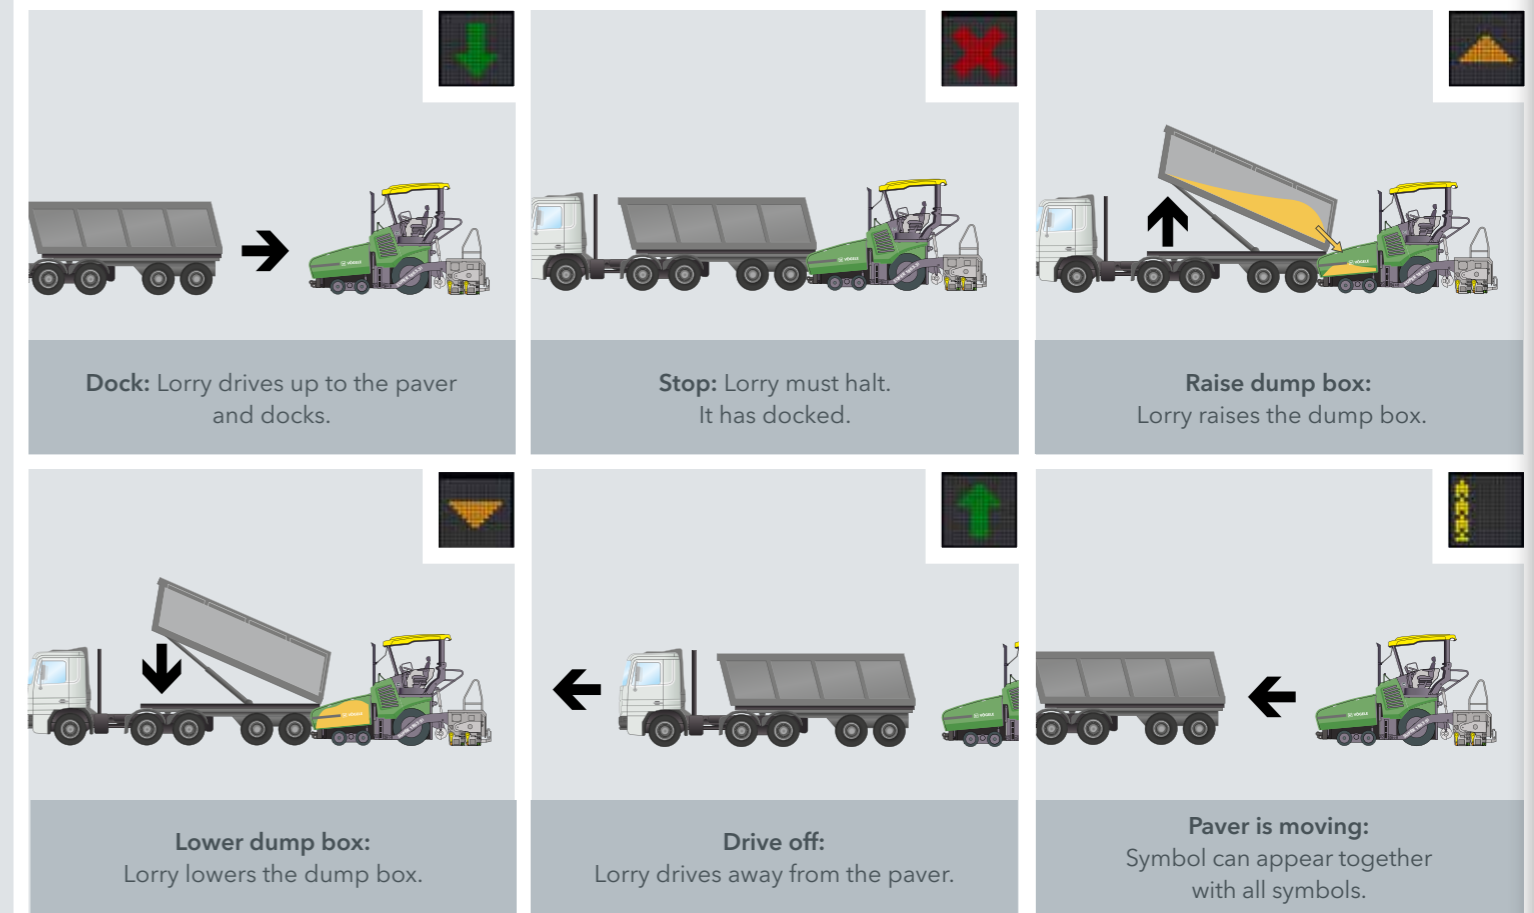 Dock: Lorry drives up to the paver
and docks.
Stop: Lorry must halt.
It has docked.
Raise dump box:
Lorry raises the dump box.
Lower dump box:
Lorry lowers the dump box.
Drive off:
Lorry drives away from the paver.
Paver is moving:
Symbol can appear together
with all symbols.